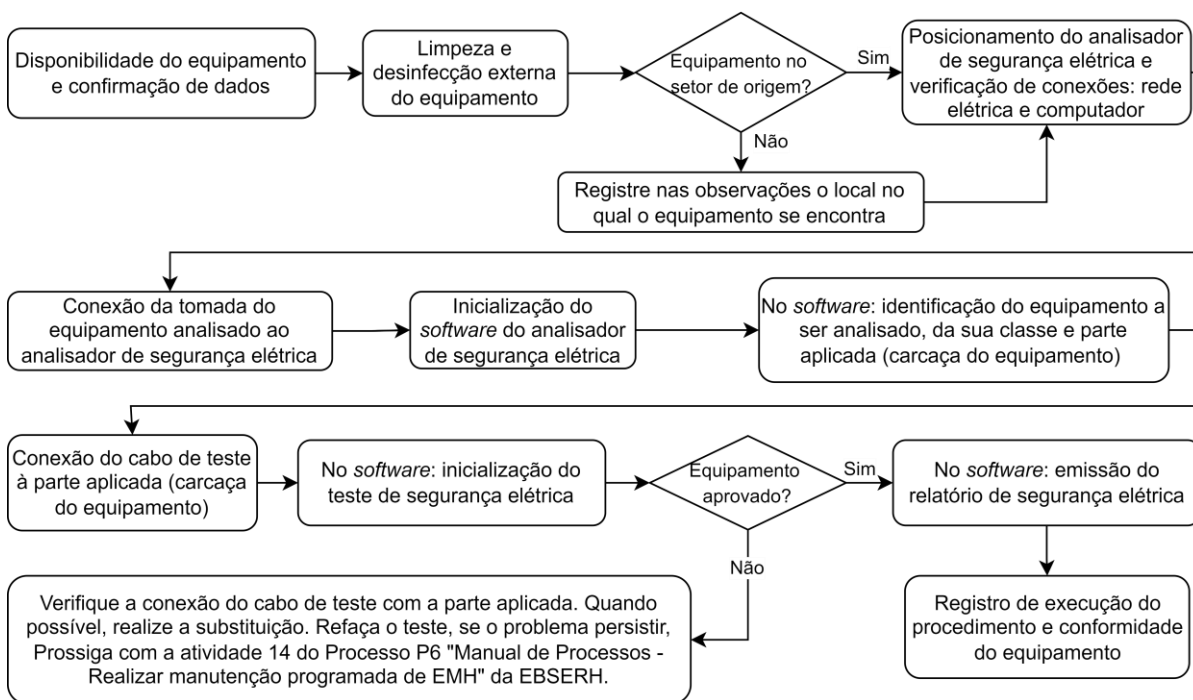 Disponibilidade do equipamento
e confirmação de dados
Limpeza e
desinfecção externa
do equipamento
Equipamento no
setor de origem?
Sim
Posicionamento do analisador
de segurança elétrica e
verificação de conexões: rede
elétrica e computador
Não
Registre nas observações o local no
qual o equipamento se encontra
Conexão da tomada do
equipamento analisado ao
analisador de segurança elétrica
Inicialização do
software do analisador
de segurança elétrica
No software: identificação do equipamento a
ser analisado, da sua classe e parte
aplicada (carcaça do equipamento)
Conexão do cabo de teste
à parte aplicada (carcaça
do equipamento)
No software: inicialização do
teste de segurança elétrica
Equipamento
aprovado?
Sim
No software: emissão do
relatório de segurança elétrica
Não
Verifique a conexão do cabo de teste com a parte aplicada. Quando
possível, realize a substituição. Refaça o teste, se o problema persistir,
Prossiga com a atividade 14 do Processo P6 "Manual de Processos -
Realizar manutenção programada de EMH" da EBSERH.
Registro de execução do
procedimento e conformidade
do equipamento